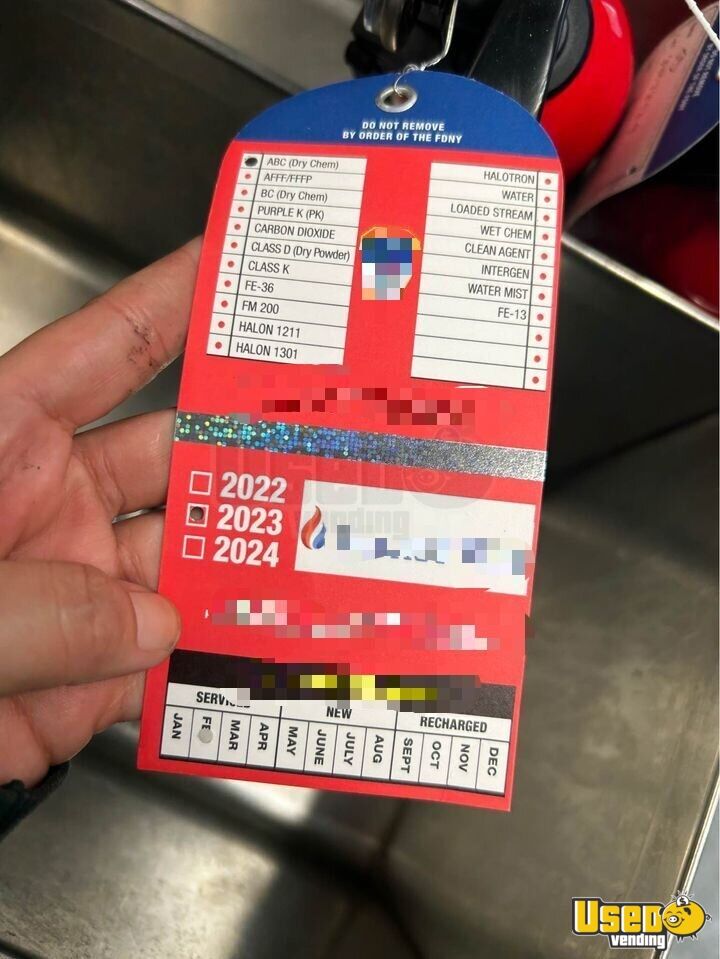 DO NOT REMOVE
BY ORDER OF THE FDNY
ABC (Dry Chem)
AFFF/FFFP
BC (Dry Chem)
PURPLE K (PK)
CARBON DIOXIDE
CLASS D (Dry Powder)
CLASS K
FE-36
FM 200
HALON 1211
HALON 1301
HALOTRON
WATER
LOADED STREAM
WET CHEM
CLEAN AGENT
INTERGEN
WATER MIST
FE-13
2022
2023
2024
vending
NEW
RECHARGED
JAN
MAR
APR
MAY
JUNE
JULY
AUG
SEPT
OCT
NOV
DEC
USED
vending